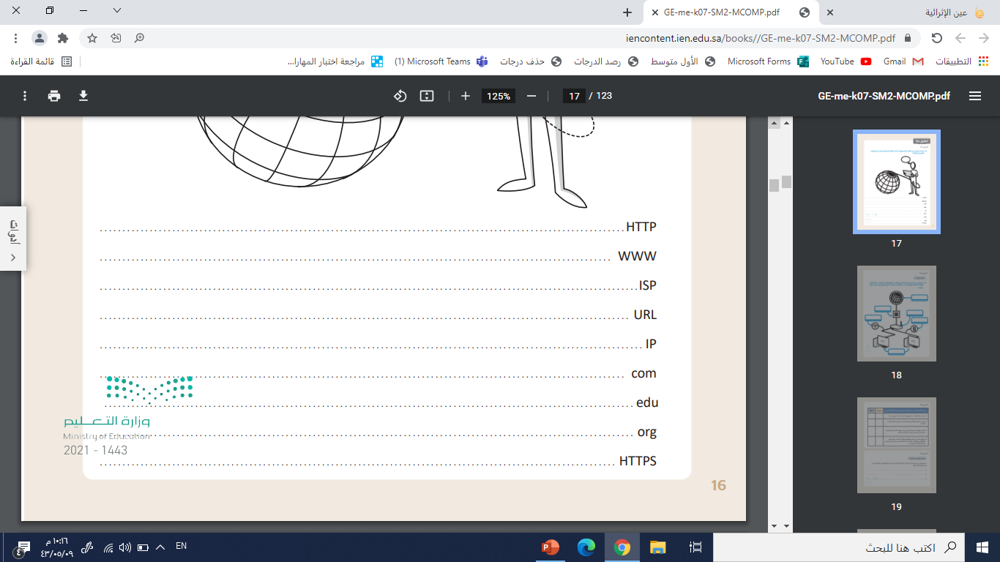 عين الإثرائية
GE-me-k07-SM2-MCOMP.pdf
iencontent.ien.edu.sa/books//GE-me-k07-SM2-MCOMP.pdf
التطبيقات Gmail YouTube Microsoft Forms الأول متوسط رصد الدرجات حذف درجات (1) Microsoft Teams مراجعة اختبار المهارا... قائمة القراءة
GE-me-k07-SM2-MCOMP.pdf 17 / 123 125%
HTTP
WWW
ISP
URL
IP
com
edu
org
HTTPS
وزارة التعليم
Ministry of Education
2021 - 1443
16
17
18
19
اكتب هنا للبحث
EN
١٠:١٦ م
٤٣/٠٥/٠٩
٤